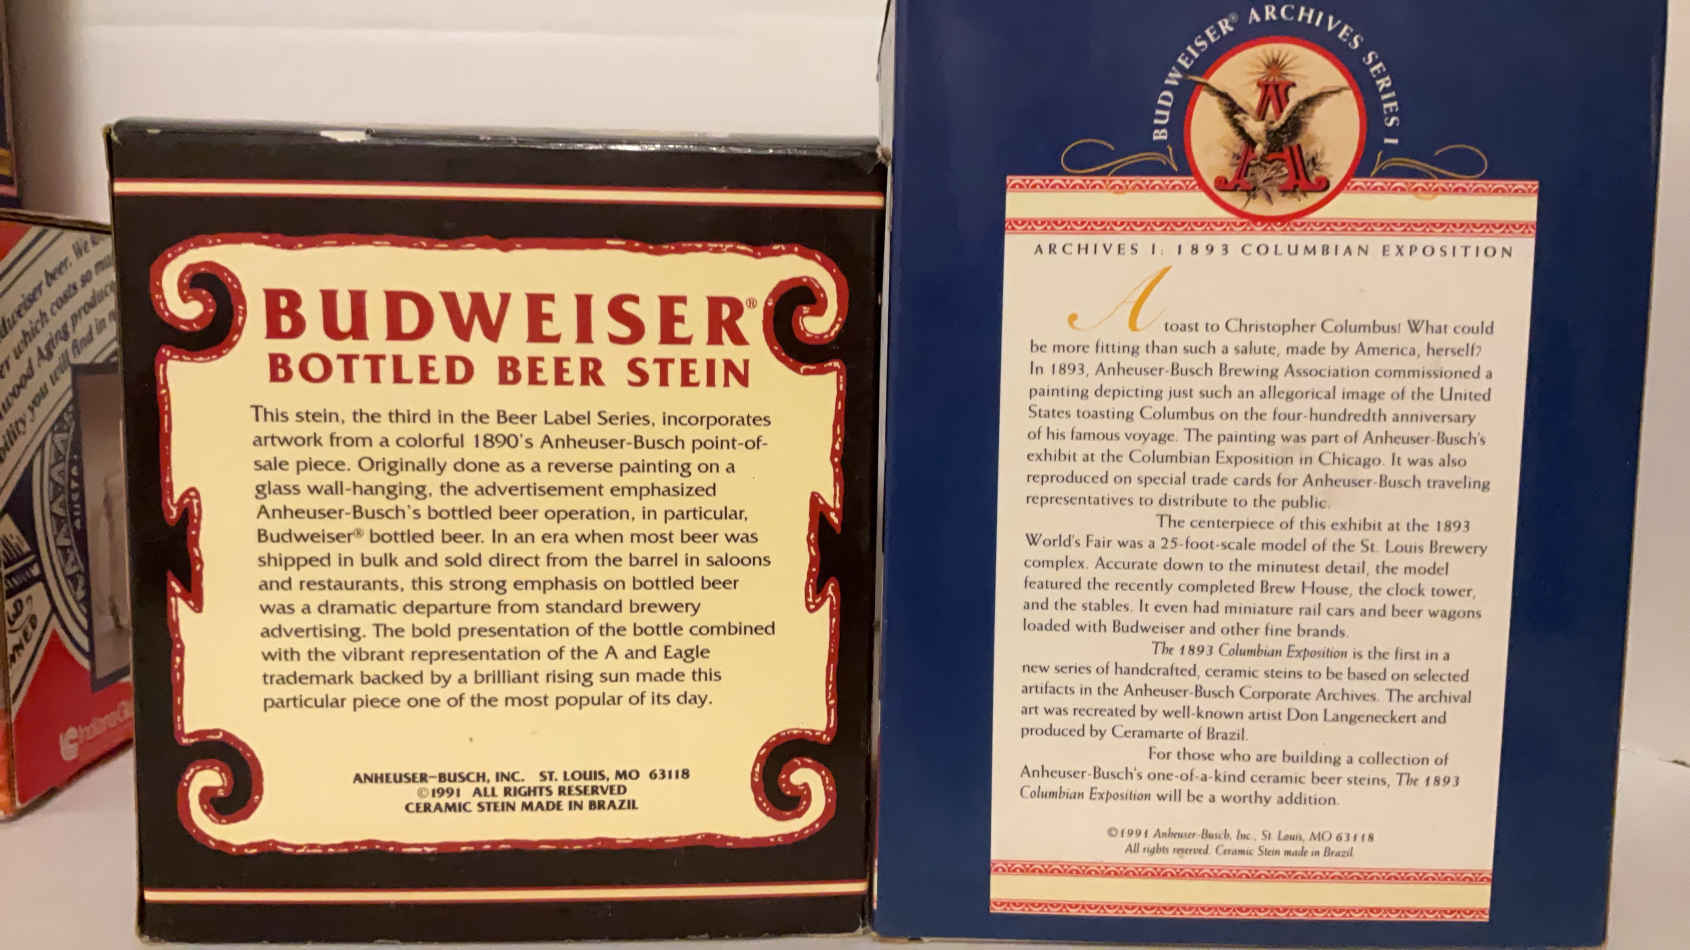 dweiser beer. We
which costs so
wood Aging produce
bility you will find in
BUDWEISER®
BOTTLED BEER STEIN
This stein, the third in the Beer Label Series, incorporates
artwork from a colorful 1890's Anheuser-Busch point-of-
sale piece. Originally done as a reverse painting on a
glass wall-hanging, the advertisement emphasized
Anheuser-Busch's bottled beer operation, in particular,
Budweiser® bottled beer. In an era when most beer was
shipped in bulk and sold direct from the barrel in saloons
and restaurants, this strong emphasis on bottled beer
was a dramatic departure from standard brewery
advertising. The bold presentation of the bottle combined
with the vibrant representation of the A and Eagle
trademark backed by a brilliant rising sun made this
particular piece one of the most popular of its day.
ANHEUSER-BUSCH, INC. ST. LOUIS, MO 63118
©1991 ALL RIGHTS RESERVED
CERAMIC STEIN MADE IN BRAZIL
BUDWEISER® ARCHIVES SERIES I
ARCHIVES I: 1893 COLUMBIAN EXPOSITION
A toast to Christopher Columbus! What could
be more fitting than such a salute, made by America, herself?
In 1893, Anheuser-Busch Brewing Association commissioned a
painting depicting just such an allegorical image of the United
States toasting Columbus on the four-hundredth anniversary
of his famous voyage. The painting was part of Anheuser-Busch's
exhibit at the Columbian Exposition in Chicago. It was also
reproduced on special trade cards for Anheuser-Busch traveling
representatives to distribute to the public.
The centerpiece of this exhibit at the 1893
World's Fair was a 25-foot-scale model of the St. Louis Brewery
complex. Accurate down to the minutest detail, the model
featured the recently completed Brew House, the clock tower,
and the stables. It even had miniature rail cars and beer wagons
loaded with Budweiser and other fine brands.
The 1893 Columbian Exposition is the first in a
new series of handcrafted, ceramic steins to be based on selected
artifacts in the Anheuser-Busch Corporate Archives. The archival
art was recreated by well-known artist Don Langeneckert and
produced by Ceramarte of Brazil.
For those who are building a collection of
Anheuser-Busch's one-of-a-kind ceramic beer steins, The 1893
Columbian Exposition will be a worthy addition.
©1991 Anheuser-Busch, Inc., St. Louis, MO 63118
All rights reserved. Ceramic Stein made in Brazil.